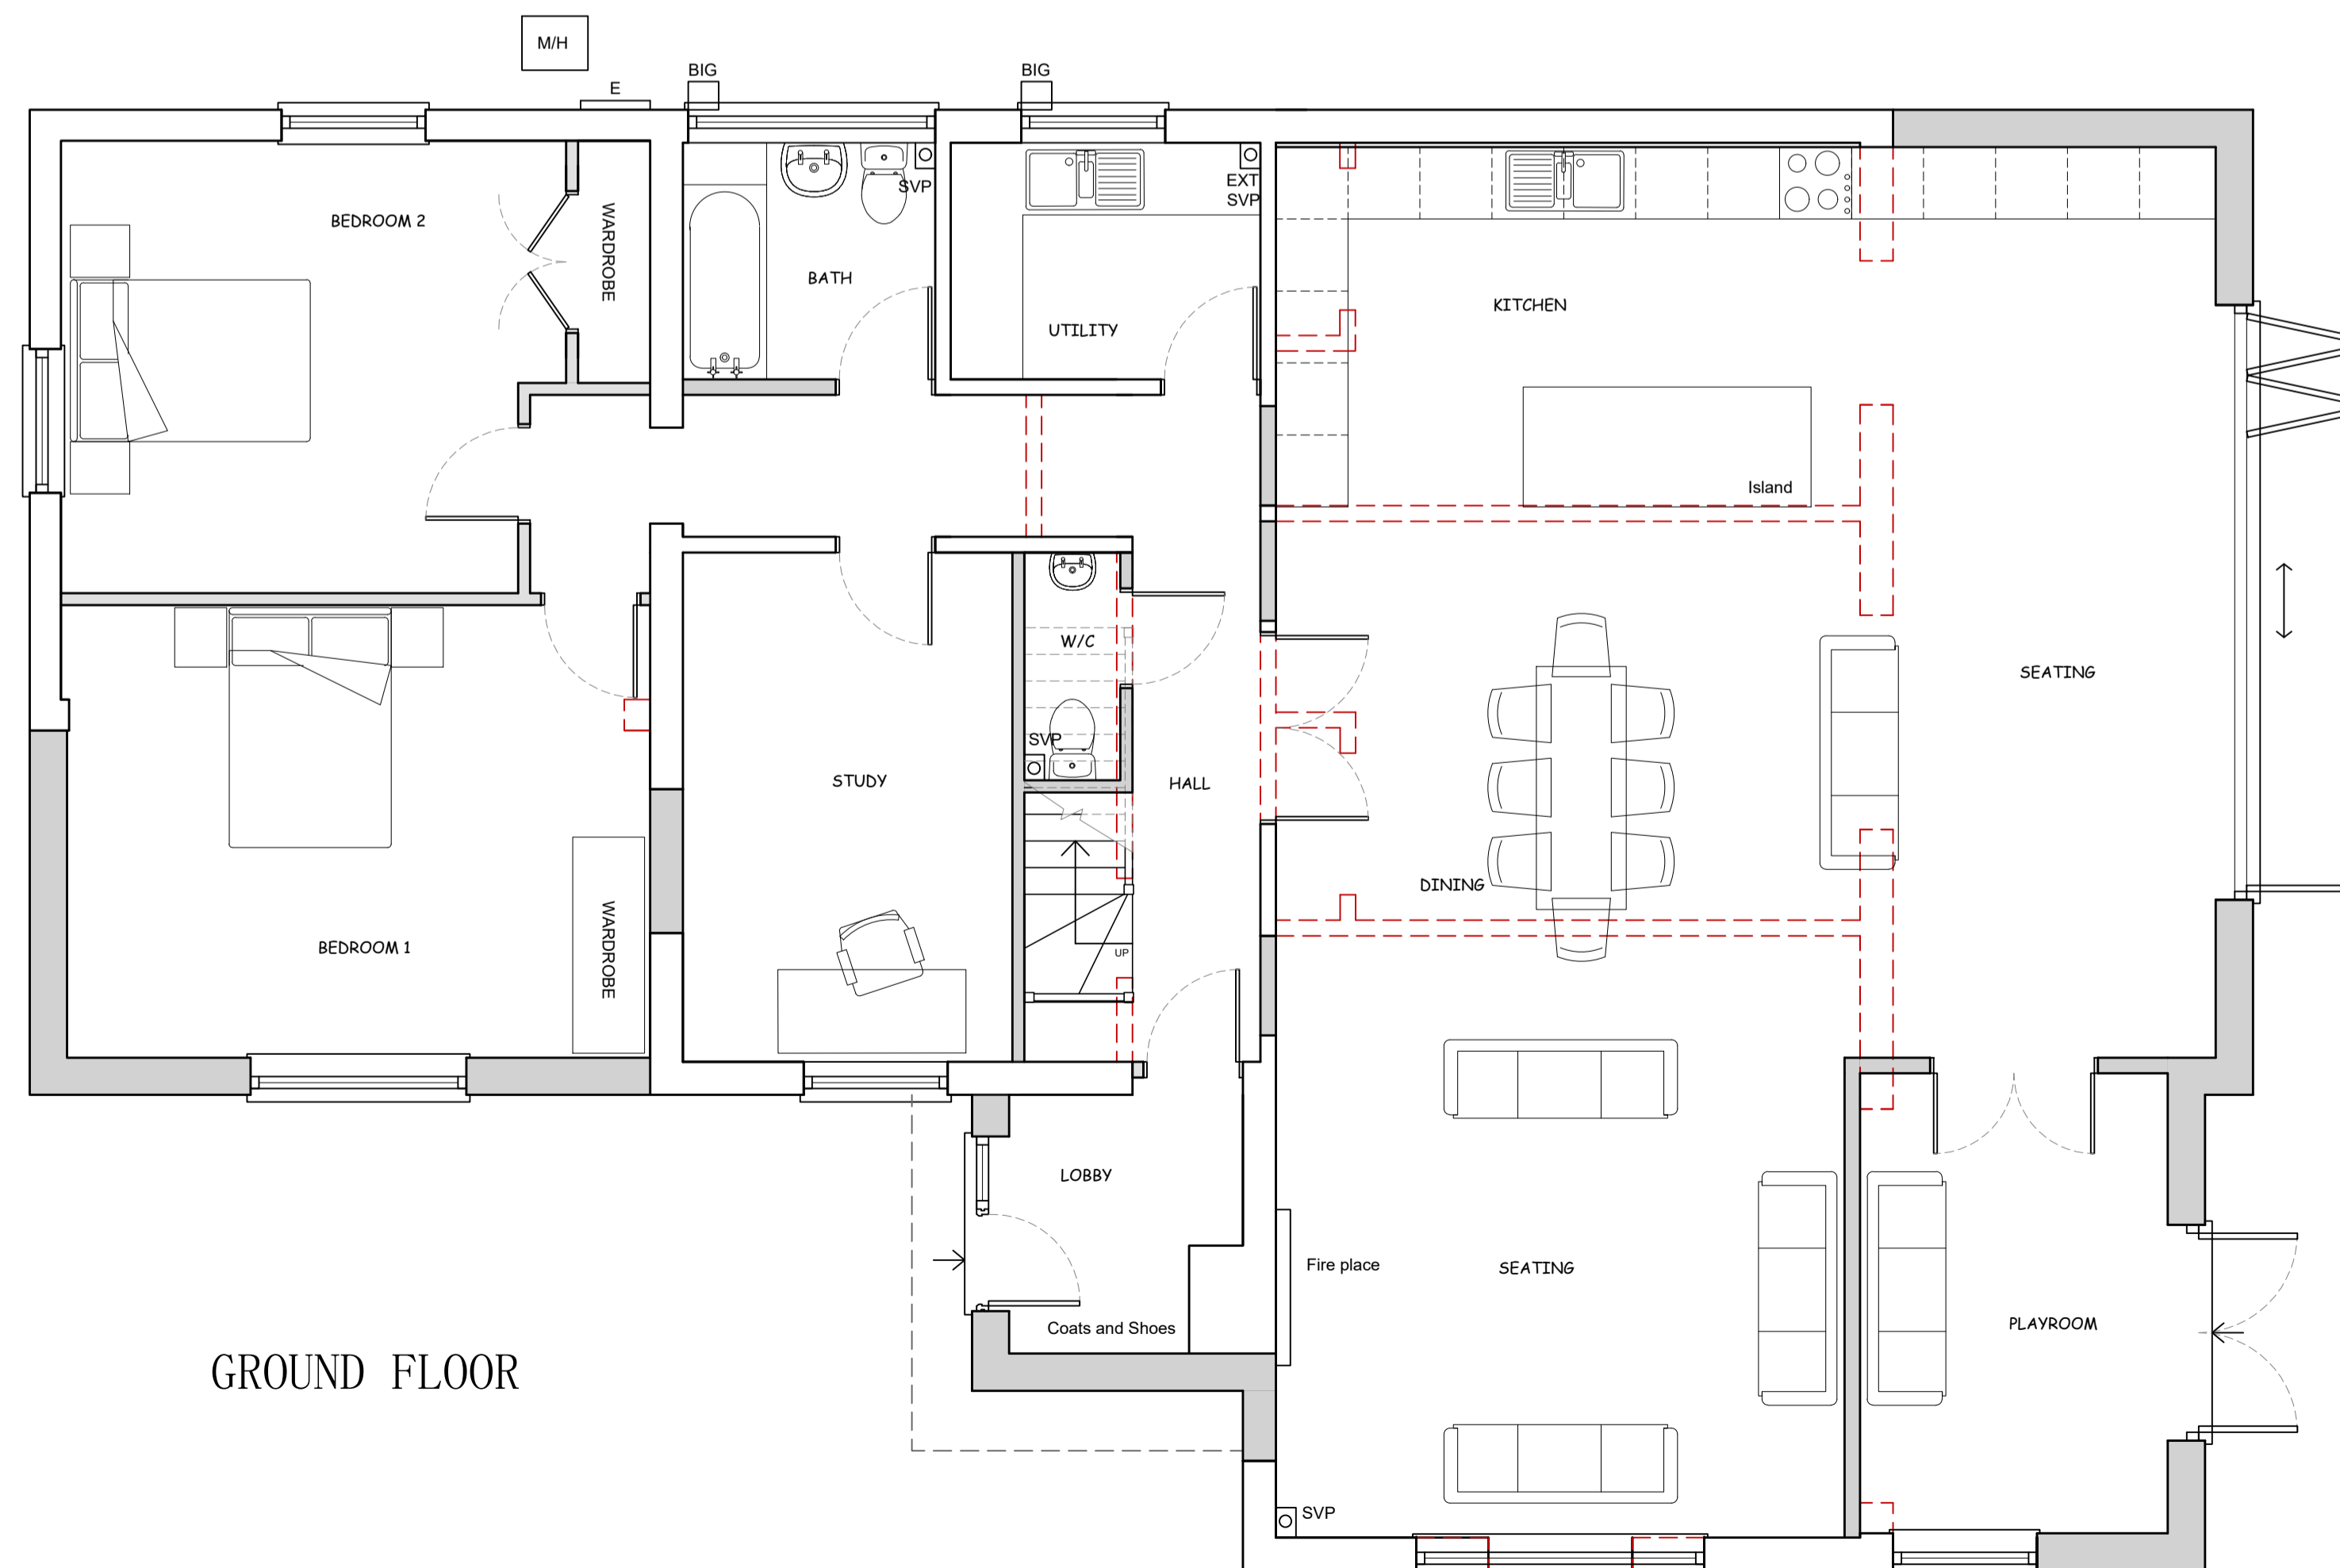 M/H
E
BIG
BIG
BEDROOM 2
WARDROBE
SVP
BATH
UTILITY
EXT
SVP
KITCHEN
Island
W/C
SVP
STUDY
HALL
SEATING
DINING
BEDROOM 1
WARDROBE
UP
LOBBY
Coats and Shoes
Fire place
SEATING
PLAYROOM
GROUND FLOOR
SVP